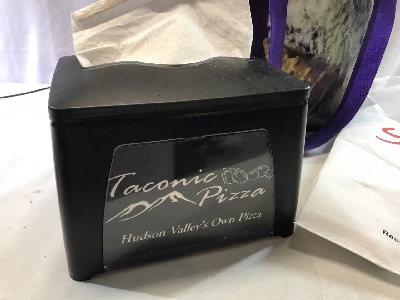 Taconic
Pizza
Hudson Valley's Own Pizza